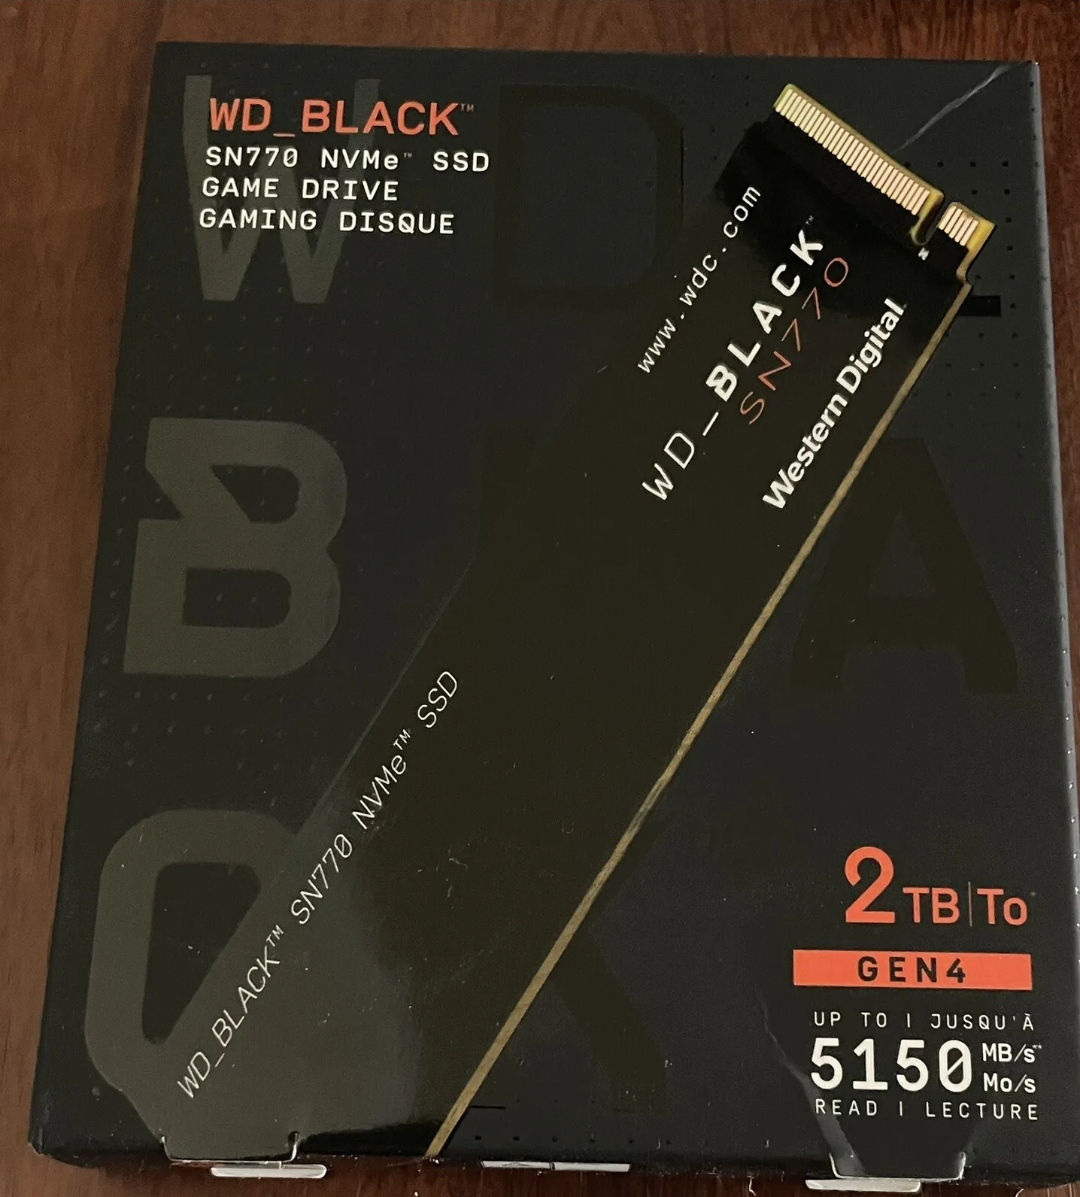 WD_BLACK™
SN770 NVMe™ SSD
GAME DRIVE
GAMING DISQUE
www.wdc.com
WD_BLACK™
SN770
Western Digital
WD_BLACK™ SN770 NVMe™ SSD
2TB|To
GEN4
UP TO | JUSQU'À
5150 MB/s**
Mo/s
READ | LECTURE